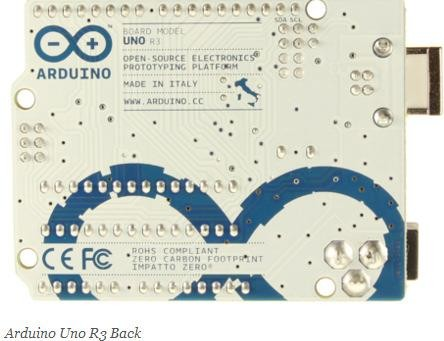 SDA SCL
BOARD MODEL
UNO R3
ARDUINO
OPEN-SOURCE ELECTRONICS
PROTOTYPING PLATFORM
MADE IN ITALY
WWW.ARDUINO.CC
CE FC
ROHS COMPLIANT
ZERO CARBON FOOTPRINT
IMPATTO ZERO®
Arduino Uno R3 Back